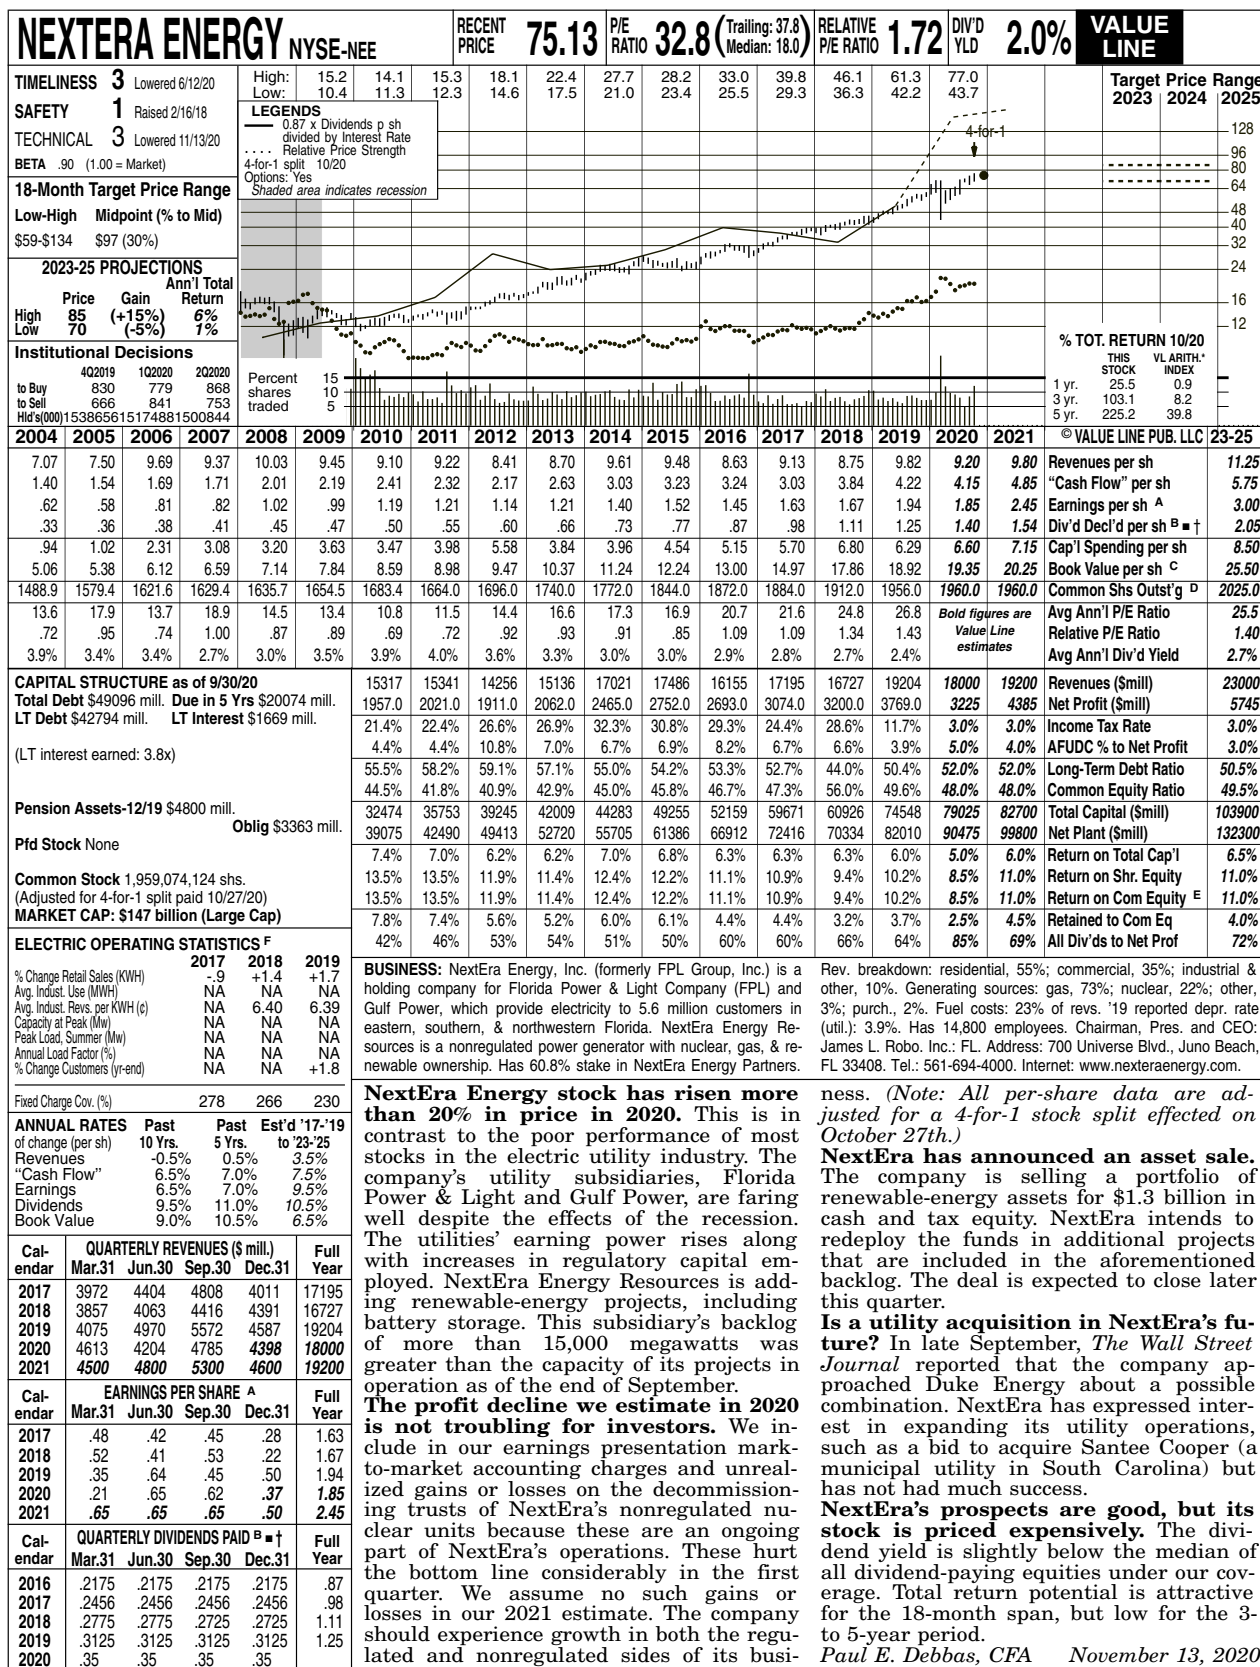 NEXTERA ENERGY NYSE-NEE
RECENT PRICE 75.13 P/E RATIO 32.8 (Trailing: 37.8 Median: 18.0) RELATIVE P/E RATIO 1.72 DIV'D YLD 2.0% VALUE LINE
TIMELINESS 3 Lowered 6/12/20
SAFETY 1 Raised 2/16/18
TECHNICAL 3 Lowered 11/13/20
BETA .90 (1.00 = Market)
18-Month Target Price Range
Low-High Midpoint (% to Mid)
$59-$134 $97 (30%)
2023-25 PROJECTIONS
Ann'l Total
Price Gain Return
High 85 (+15%) 6%
Low 70 (-5%) 1%
Institutional Decisions
4Q2019 1Q2020 2Q2020
to Buy 830 779 868
to Sell 666 841 753
Hld's(000) 1538656 1517488 1500844
High: 15.2 14.1 15.3 18.1 22.4 27.7 28.2 33.0 39.8 46.1 61.3 77.0
Low: 10.4 11.3 12.3 14.6 17.5 21.0 23.4 25.5 29.3 36.3 42.2 43.7
LEGENDS
0.87 x Dividends p sh
divided by Interest Rate
. . . . Relative Price Strength
4-for-1 split 10/20
Options: Yes
Shaded area indicates recession
4-for-1
Target Price Range
2023 2024 2025
128
96
80
64
48
40
32
24
16
12
Percent shares traded
15
10
5
% TOT. RETURN 10/20
THIS STOCK VL ARITH.* INDEX
1 yr. 25.5 0.9
3 yr. 103.1 8.2
5 yr. 225.2 39.8
2004 2005 2006 2007 2008 2009 2010 2011 2012 2013 2014 2015 2016 2017 2018 2019 2020 2021 © VALUE LINE PUB. LLC 23-25
7.07 7.50 9.69 9.37 10.03 9.45 9.10 9.22 8.41 8.70 9.61 9.48 8.63 9.13 8.75 9.82 9.20 9.80 Revenues per sh 11.25
1.40 1.54 1.69 1.71 2.01 2.19 2.41 2.32 2.17 2.63 3.03 3.23 3.24 3.03 3.84 4.22 4.15 4.85 "Cash Flow" per sh 5.75
.62 .58 .81 .82 1.02 .99 1.19 1.21 1.14 1.21 1.40 1.52 1.45 1.63 1.67 1.94 1.85 2.45 Earnings per sh A 3.00
.33 .36 .38 .41 .45 .47 .50 .55 .60 .66 .73 .77 .87 .98 1.11 1.25 1.40 1.54 Div'd Decl'd per sh B ■ † 2.05
.94 1.02 2.31 3.08 3.20 3.63 3.47 3.98 5.58 3.84 3.96 4.54 5.15 5.70 6.80 6.29 6.60 7.15 Cap'l Spending per sh 8.50
5.06 5.38 6.12 6.59 7.14 7.84 8.59 8.98 9.47 10.37 11.24 12.24 13.00 14.97 17.86 18.92 19.35 20.25 Book Value per sh C 25.50
1488.9 1579.4 1621.6 1629.4 1635.7 1654.5 1683.4 1664.0 1696.0 1740.0 1772.0 1844.0 1872.0 1884.0 1912.0 1956.0 1960.0 1960.0 Common Shs Outst'g D 2025.0
13.6 17.9 13.7 18.9 14.5 13.4 10.8 11.5 14.4 16.6 17.3 16.9 20.7 21.6 24.8 26.8 Bold figures are Avg Ann'l P/E Ratio 25.5
.72 .95 .74 1.00 .87 .89 .69 .72 .92 .93 .91 .85 1.09 1.09 1.34 1.43 Value Line Relative P/E Ratio 1.40
3.9% 3.4% 3.4% 2.7% 3.0% 3.5% 3.9% 4.0% 3.6% 3.3% 3.0% 3.0% 2.9% 2.8% 2.7% 2.4% estimates Avg Ann'l Div'd Yield 2.7%
15317 15341 14256 15136 17021 17486 16155 17195 16727 19204 18000 19200 Revenues ($mill) 23000
1957.0 2021.0 1911.0 2062.0 2465.0 2752.0 2693.0 3074.0 3200.0 3769.0 3225 4385 Net Profit ($mill) 5745
21.4% 22.4% 26.6% 26.9% 32.3% 30.8% 29.3% 24.4% 28.6% 11.7% 3.0% 3.0% Income Tax Rate 3.0%
4.4% 4.4% 10.8% 7.0% 6.7% 6.9% 8.2% 6.7% 6.6% 3.9% 5.0% 4.0% AFUDC % to Net Profit 3.0%
55.5% 58.2% 59.1% 57.1% 55.0% 54.2% 53.3% 52.7% 44.0% 50.4% 52.0% 52.0% Long-Term Debt Ratio 50.5%
44.5% 41.8% 40.9% 42.9% 45.0% 45.8% 46.7% 47.3% 56.0% 49.6% 48.0% 48.0% Common Equity Ratio 49.5%
32474 35753 39245 42009 44283 49255 52159 59671 60926 74548 79025 82700 Total Capital ($mill) 103900
39075 42490 49413 52720 55705 61386 66912 72416 70334 82010 90475 99800 Net Plant ($mill) 132300
7.4% 7.0% 6.2% 6.2% 7.0% 6.8% 6.3% 6.3% 6.3% 6.0% 5.0% 6.0% Return on Total Cap'l 6.5%
13.5% 13.5% 11.9% 11.4% 12.4% 12.2% 11.1% 10.9% 9.4% 10.2% 8.5% 11.0% Return on Shr. Equity 11.0%
13.5% 13.5% 11.9% 11.4% 12.4% 12.2% 11.1% 10.9% 9.4% 10.2% 8.5% 11.0% Return on Com Equity E 11.0%
7.8% 7.4% 5.6% 5.2% 6.0% 6.1% 4.4% 4.4% 3.2% 3.7% 2.5% 4.5% Retained to Com Eq 4.0%
42% 46% 53% 54% 51% 50% 60% 60% 66% 64% 85% 69% All Div'ds to Net Prof 72%
CAPITAL STRUCTURE as of 9/30/20
Total Debt $49096 mill. Due in 5 Yrs $20074 mill.
LT Debt $42794 mill. LT Interest $1669 mill.
(LT interest earned: 3.8x)
Pension Assets-12/19 $4800 mill.
Oblig $3363 mill.
Pfd Stock None
Common Stock 1,959,074,124 shs.
(Adjusted for 4-for-1 split paid 10/27/20)
MARKET CAP: $147 billion (Large Cap)
ELECTRIC OPERATING STATISTICS F
2017 2018 2019
% Change Retail Sales (KWH) -.9 +1.4 +1.7
Avg. Indust. Use (MWH) NA NA NA
Avg. Indust. Revs. per KWH (¢) NA 6.40 6.39
Capacity at Peak (Mw) NA NA NA
Peak Load, Summer (Mw) NA NA NA
Annual Load Factor (%) NA NA NA
% Change Customers (yr-end) NA NA +1.8
Fixed Charge Cov. (%) 278 266 230
ANNUAL RATES Past Past Est'd '17-'19
of change (per sh) 10 Yrs. 5 Yrs. to '23-'25
Revenues -0.5% 0.5% 3.5%
"Cash Flow" 6.5% 7.0% 7.5%
Earnings 6.5% 7.0% 9.5%
Dividends 9.5% 11.0% 10.5%
Book Value 9.0% 10.5% 6.5%
Cal- QUARTERLY REVENUES ($ mill.) Full
endar Mar.31 Jun.30 Sep.30 Dec.31 Year
2017 3972 4404 4808 4011 17195
2018 3857 4063 4416 4391 16727
2019 4075 4970 5572 4587 19204
2020 4613 4204 4785 4398 18000
2021 4500 4800 5300 4600 19200
Cal- EARNINGS PER SHARE A Full
endar Mar.31 Jun.30 Sep.30 Dec.31 Year
2017 .48 .42 .45 .28 1.63
2018 .52 .41 .53 .22 1.67
2019 .35 .64 .45 .50 1.94
2020 .21 .65 .62 .37 1.85
2021 .65 .65 .65 .50 2.45
Cal- QUARTERLY DIVIDENDS PAID B ■ † Full
endar Mar.31 Jun.30 Sep.30 Dec.31 Year
2016 .2175 .2175 .2175 .2175 .87
2017 .2456 .2456 .2456 .2456 .98
2018 .2775 .2775 .2725 .2725 1.11
2019 .3125 .3125 .3125 .3125 1.25
2020 .35 .35 .35 .35
BUSINESS: NextEra Energy, Inc. (formerly FPL Group, Inc.) is a
holding company for Florida Power & Light Company (FPL) and
Gulf Power, which provide electricity to 5.6 million customers in
eastern, southern, & northwestern Florida. NextEra Energy Re-
sources is a nonregulated power generator with nuclear, gas, & re-
newable ownership. Has 60.8% stake in NextEra Energy Partners.
Rev. breakdown: residential, 55%; commercial, 35%; industrial &
other, 10%. Generating sources: gas, 73%; nuclear, 22%; other,
3%; purch., 2%. Fuel costs: 23% of revs. '19 reported depr. rate
(util.): 3.9%. Has 14,800 employees. Chairman, Pres. and CEO:
James L. Robo. Inc.: FL. Address: 700 Universe Blvd., Juno Beach,
FL 33408. Tel.: 561-694-4000. Internet: www.nexteraenergy.com.
NextEra Energy stock has risen more
than 20% in price in 2020. This is in
contrast to the poor performance of most
stocks in the electric utility industry. The
company's utility subsidiaries, Florida
Power & Light and Gulf Power, are faring
well despite the effects of the recession.
The utilities' earning power rises along
with increases in regulatory capital em-
ployed. NextEra Energy Resources is add-
ing renewable-energy projects, including
battery storage. This subsidiary's backlog
of more than 15,000 megawatts was
greater than the capacity of its projects in
operation as of the end of September.
The profit decline we estimate in 2020
is not troubling for investors. We in-
clude in our earnings presentation mark-
to-market accounting charges and unreal-
ized gains or losses on the decommission-
ing trusts of NextEra's nonregulated nu-
clear units because these are an ongoing
part of NextEra's operations. These hurt
the bottom line considerably in the first
quarter. We assume no such gains or
losses in our 2021 estimate. The company
should experience growth in both the regu-
lated and nonregulated sides of its busi-
ness. (Note: All per-share data are ad-
justed for a 4-for-1 stock split effected on
October 27th.)
NextEra has announced an asset sale.
The company is selling a portfolio of
renewable-energy assets for $1.3 billion in
cash and tax equity. NextEra intends to
redeploy the funds in additional projects
that are included in the aforementioned
backlog. The deal is expected to close later
this quarter.
Is a utility acquisition in NextEra's fu-
ture? In late September, The Wall Street
Journal reported that the company ap-
proached Duke Energy about a possible
combination. NextEra has expressed inter-
est in expanding its utility operations,
such as a bid to acquire Santee Cooper (a
municipal utility in South Carolina) but
has not had much success.
NextEra's prospects are good, but its
stock is priced expensively. The divi-
dend yield is slightly below the median of
all dividend-paying equities under our cov-
erage. Total return potential is attractive
for the 18-month span, but low for the 3-
to 5-year period.
Paul E. Debbas, CFA November 13, 2020